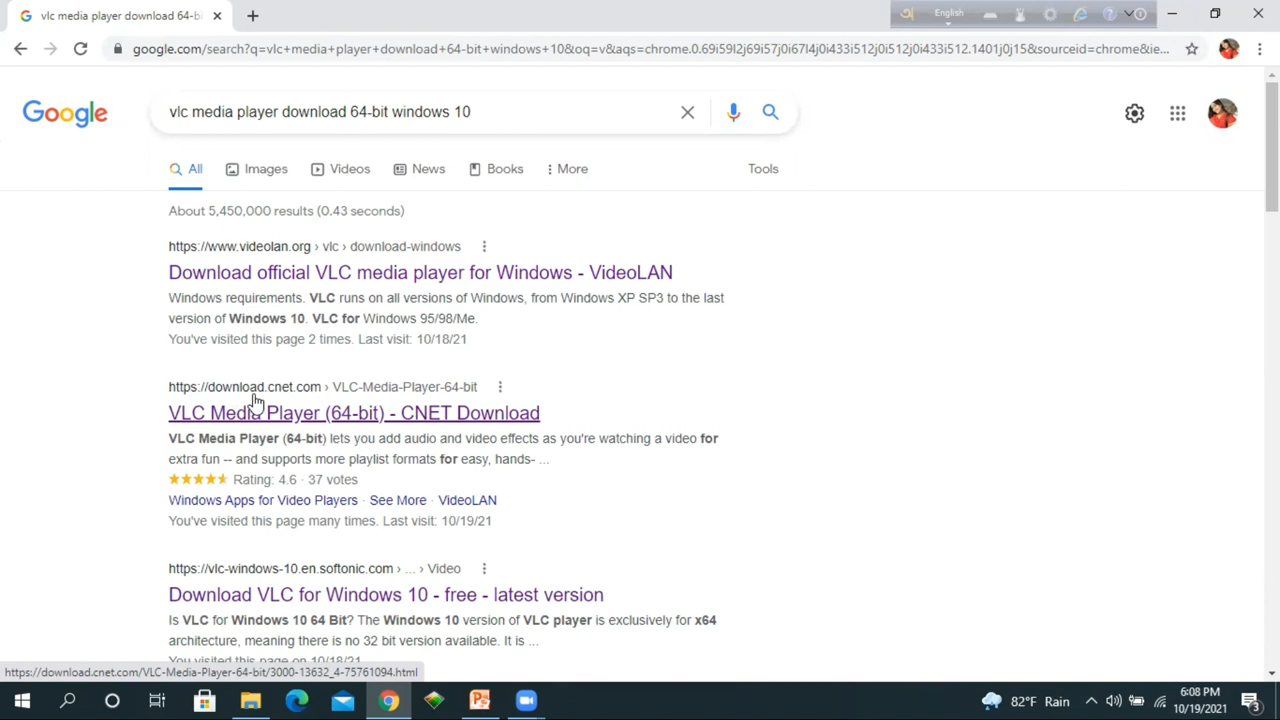 vlc media player download 64-bi
English
google.com/search?q=vlc+media+player+download+64-bit+windows+10&oq=v&aqs=chrome.0.69i59l2j69i57j0i67l4j0i433i512j0i512j0i433i512.1401j0j15&sourceid=chrome&ie...
Google
vlc media player download 64-bit windows 10
All
Images
Videos
News
Books
More
Tools
About 5,450,000 results (0.43 seconds)
https://www.videolan.org › vlc › download-windows
Download official VLC media player for Windows - VideoLAN
Windows requirements. VLC runs on all versions of Windows, from Windows XP SP3 to the last
version of Windows 10. VLC for Windows 95/98/Me.
You've visited this page 2 times. Last visit: 10/18/21
https://download.cnet.com › VLC-Media-Player-64-bit
VLC Media Player (64-bit) - CNET Download
VLC Media Player (64-bit) lets you add audio and video effects as you're watching a video for
extra fun -- and supports more playlist formats for easy, hands- ...
Rating: 4.6 · 37 votes
Windows Apps for Video Players · See More · VideoLAN
You've visited this page many times. Last visit: 10/19/21
https://vlc-windows-10.en.softonic.com › ... › Video
Download VLC for Windows 10 - free - latest version
Is VLC for Windows 10 64 Bit? The Windows 10 version of VLC player is exclusively for x64
architecture, meaning there is no 32 bit version available. It is ...
You visited this page on 10/18/21
https://download.cnet.com/VLC-Media-Player-64-bit/3000-13632_4-75761094.html
82°F Rain
6:08 PM
10/19/2021
3